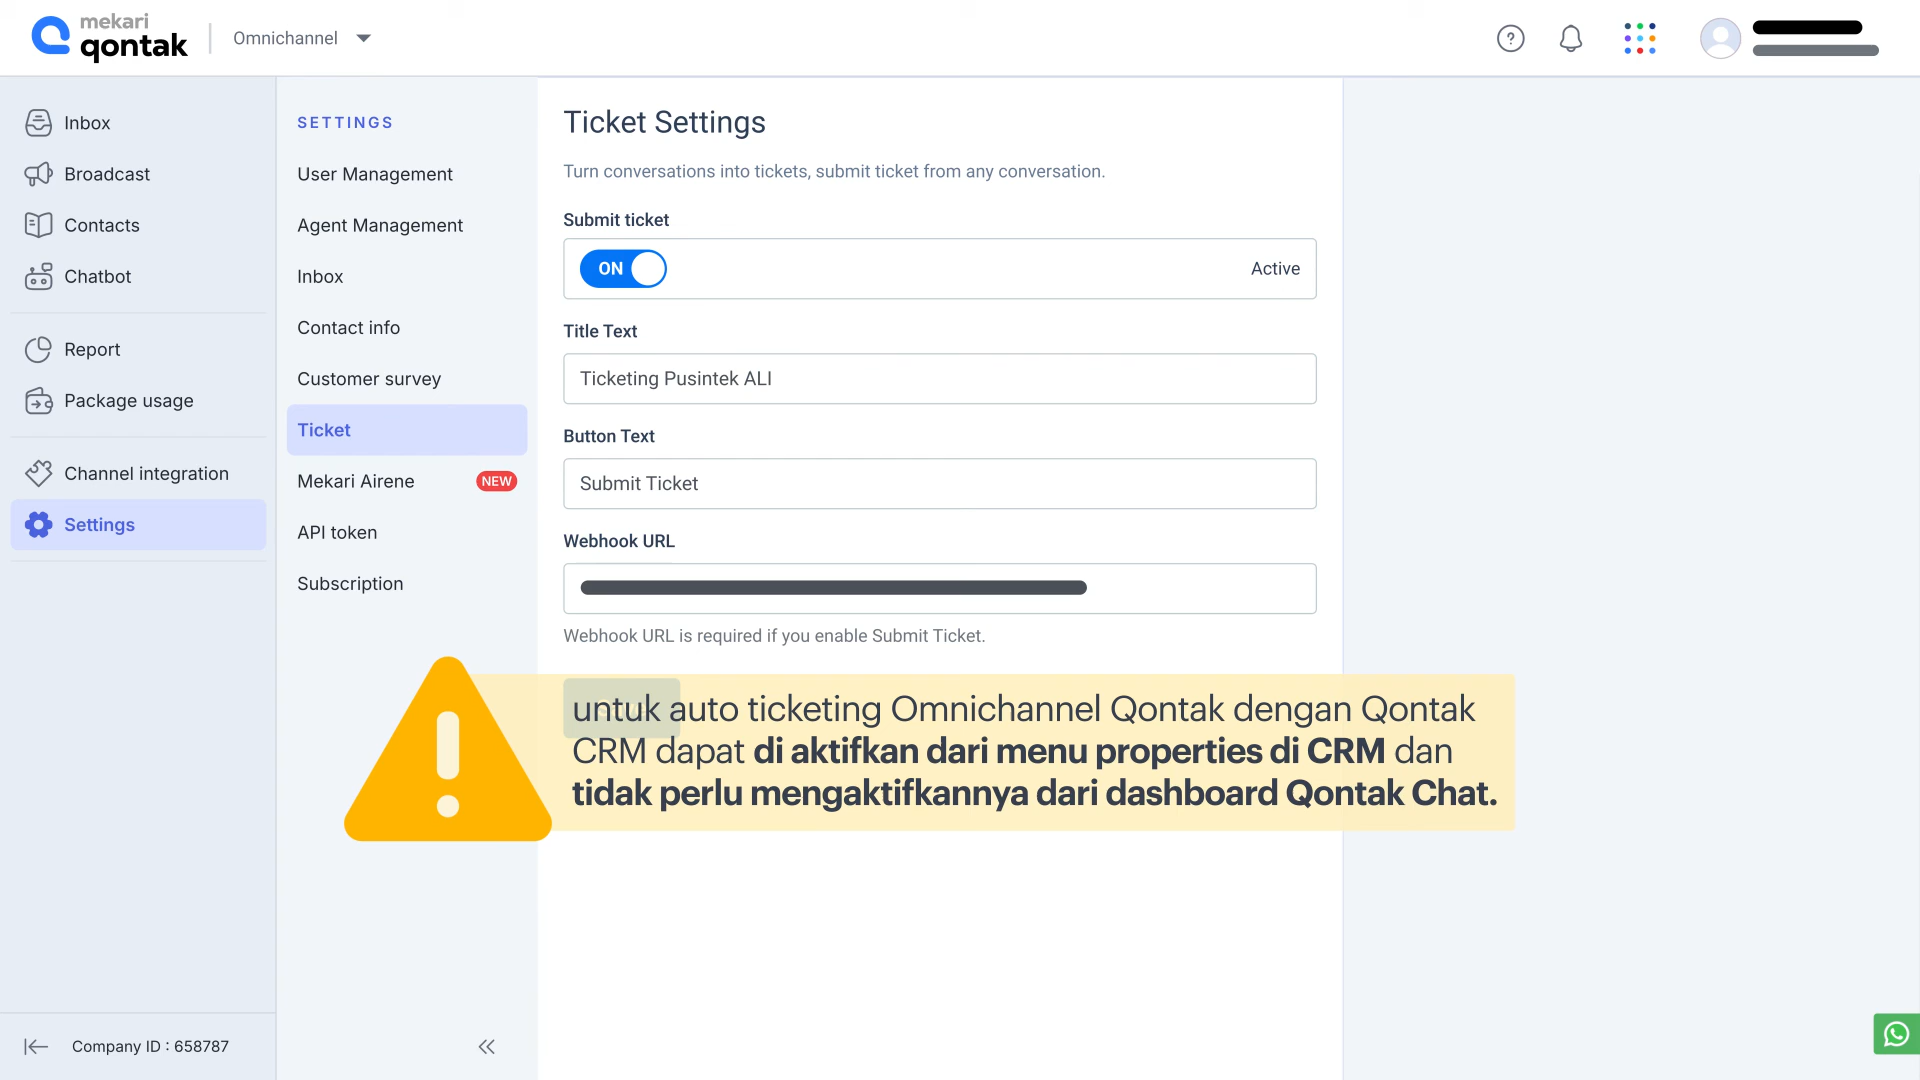 mekari
qontak
Omnichannel
Inbox
Broadcast
Contacts
Chatbot
Report
Package usage
Channel integration
Settings
Company ID : 658787
SETTINGS
User Management
Agent Management
Inbox
Contact info
Customer survey
Ticket
Mekari Airene NEW
API token
Subscription
Ticket Settings
Turn conversations into tickets, submit ticket from any conversation.
Submit ticket
ON
Active
Title Text
Ticketing Pusintek ALI
Button Text
Submit Ticket
Webhook URL
Webhook URL is required if you enable Submit Ticket.
untuk auto ticketing Omnichannel Qontak dengan Qontak
CRM dapat di aktifkan dari menu properties di CRM dan
tidak perlu mengaktifkannya dari dashboard Qontak Chat.